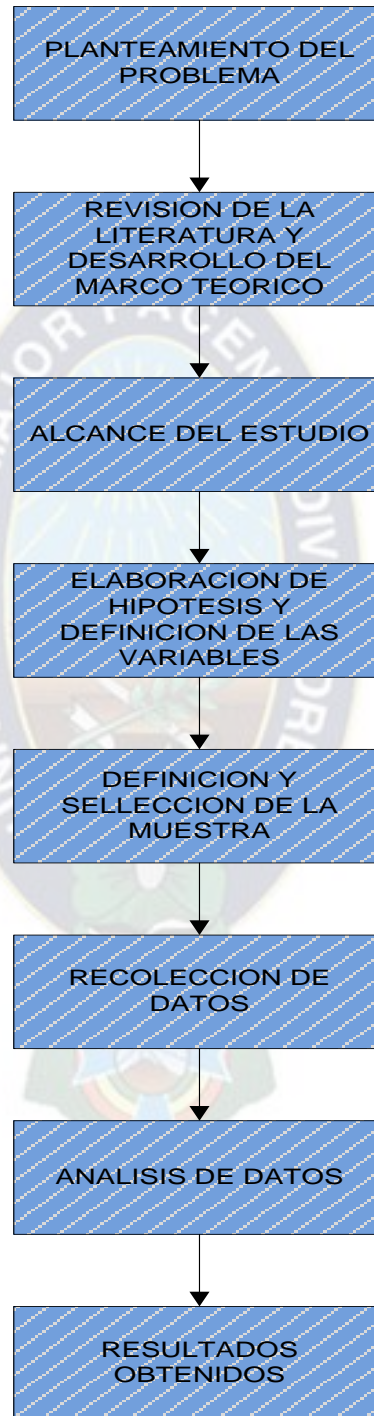 PLANTEAMIENTO DEL
PROBLEMA
REVISION DE LA
LITERATURA Y
DESARROLLO DEL
MARCO TEORICO
ALCANCE DEL ESTUDIO
ELABORACION DE
HIPOTESIS Y
DEFINICION DE LAS
VARIABLES
DEFINICION Y
SELLECCION DE LA
MUESTRA
RECOLECCION DE
DATOS
ANALISIS DE DATOS
RESULTADOS
OBTENIDOS